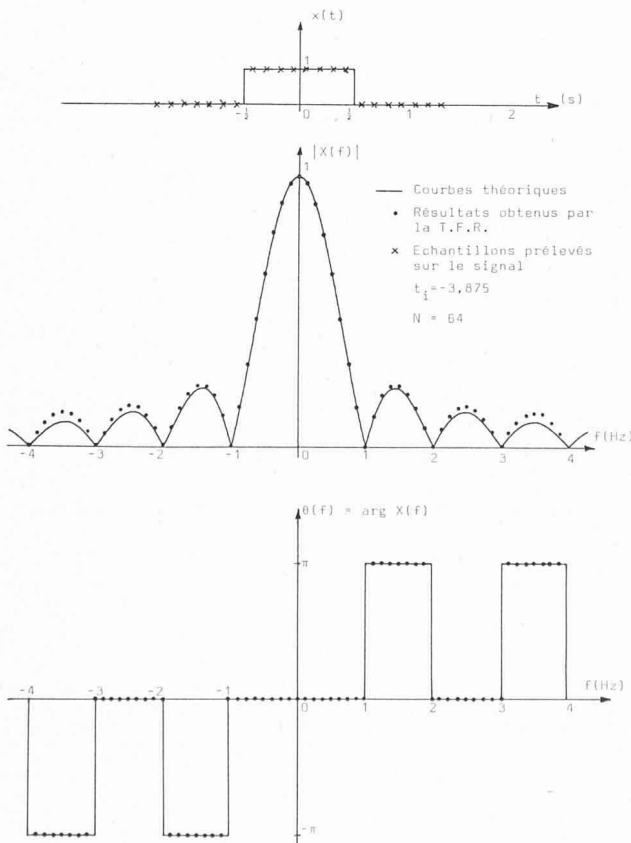 x(t)
1
t (s)
-½ 0 ½ 1 2
|X(f)|
1
Courbes théoriques
Résultats obtenus par
la T.F.R.
Echantillons prélevés
sur le signal
t_i=-3,875
N = 64
f(Hz)
-4 -3 -2 -1 0 1 2 3 4
θ(f) = arg X(f)
π
-4 -3 -2 -1
f(Hz)
0 1 2 3 4
-π